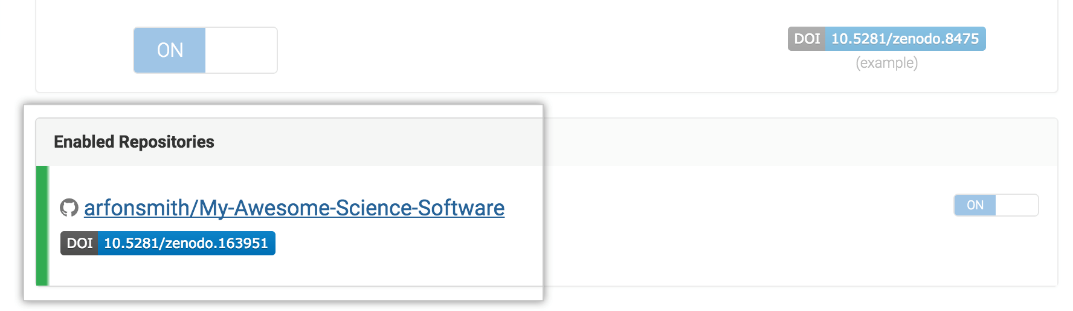 ON
DOI 10.5281/zenodo.8475
(example)
Enabled Repositories
arfonsmith/My-Awesome-Science-Software
ON
DOI 10.5281/zenodo.163951